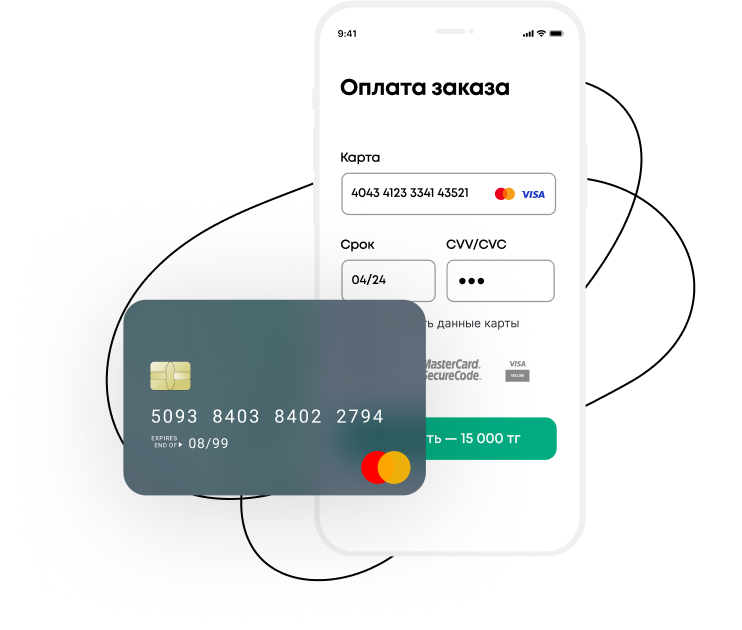 9:41
Оплата заказа
Карта
4043 4123 3341 43521 VISA
Срок CVV/CVC
04/24 •••
ть данные карты
MasterCard.
SecureCode.
VISA
SECURE
ть — 15 000 тг
5093 8403 8402 2794
EXPIRES
END OF 08/99